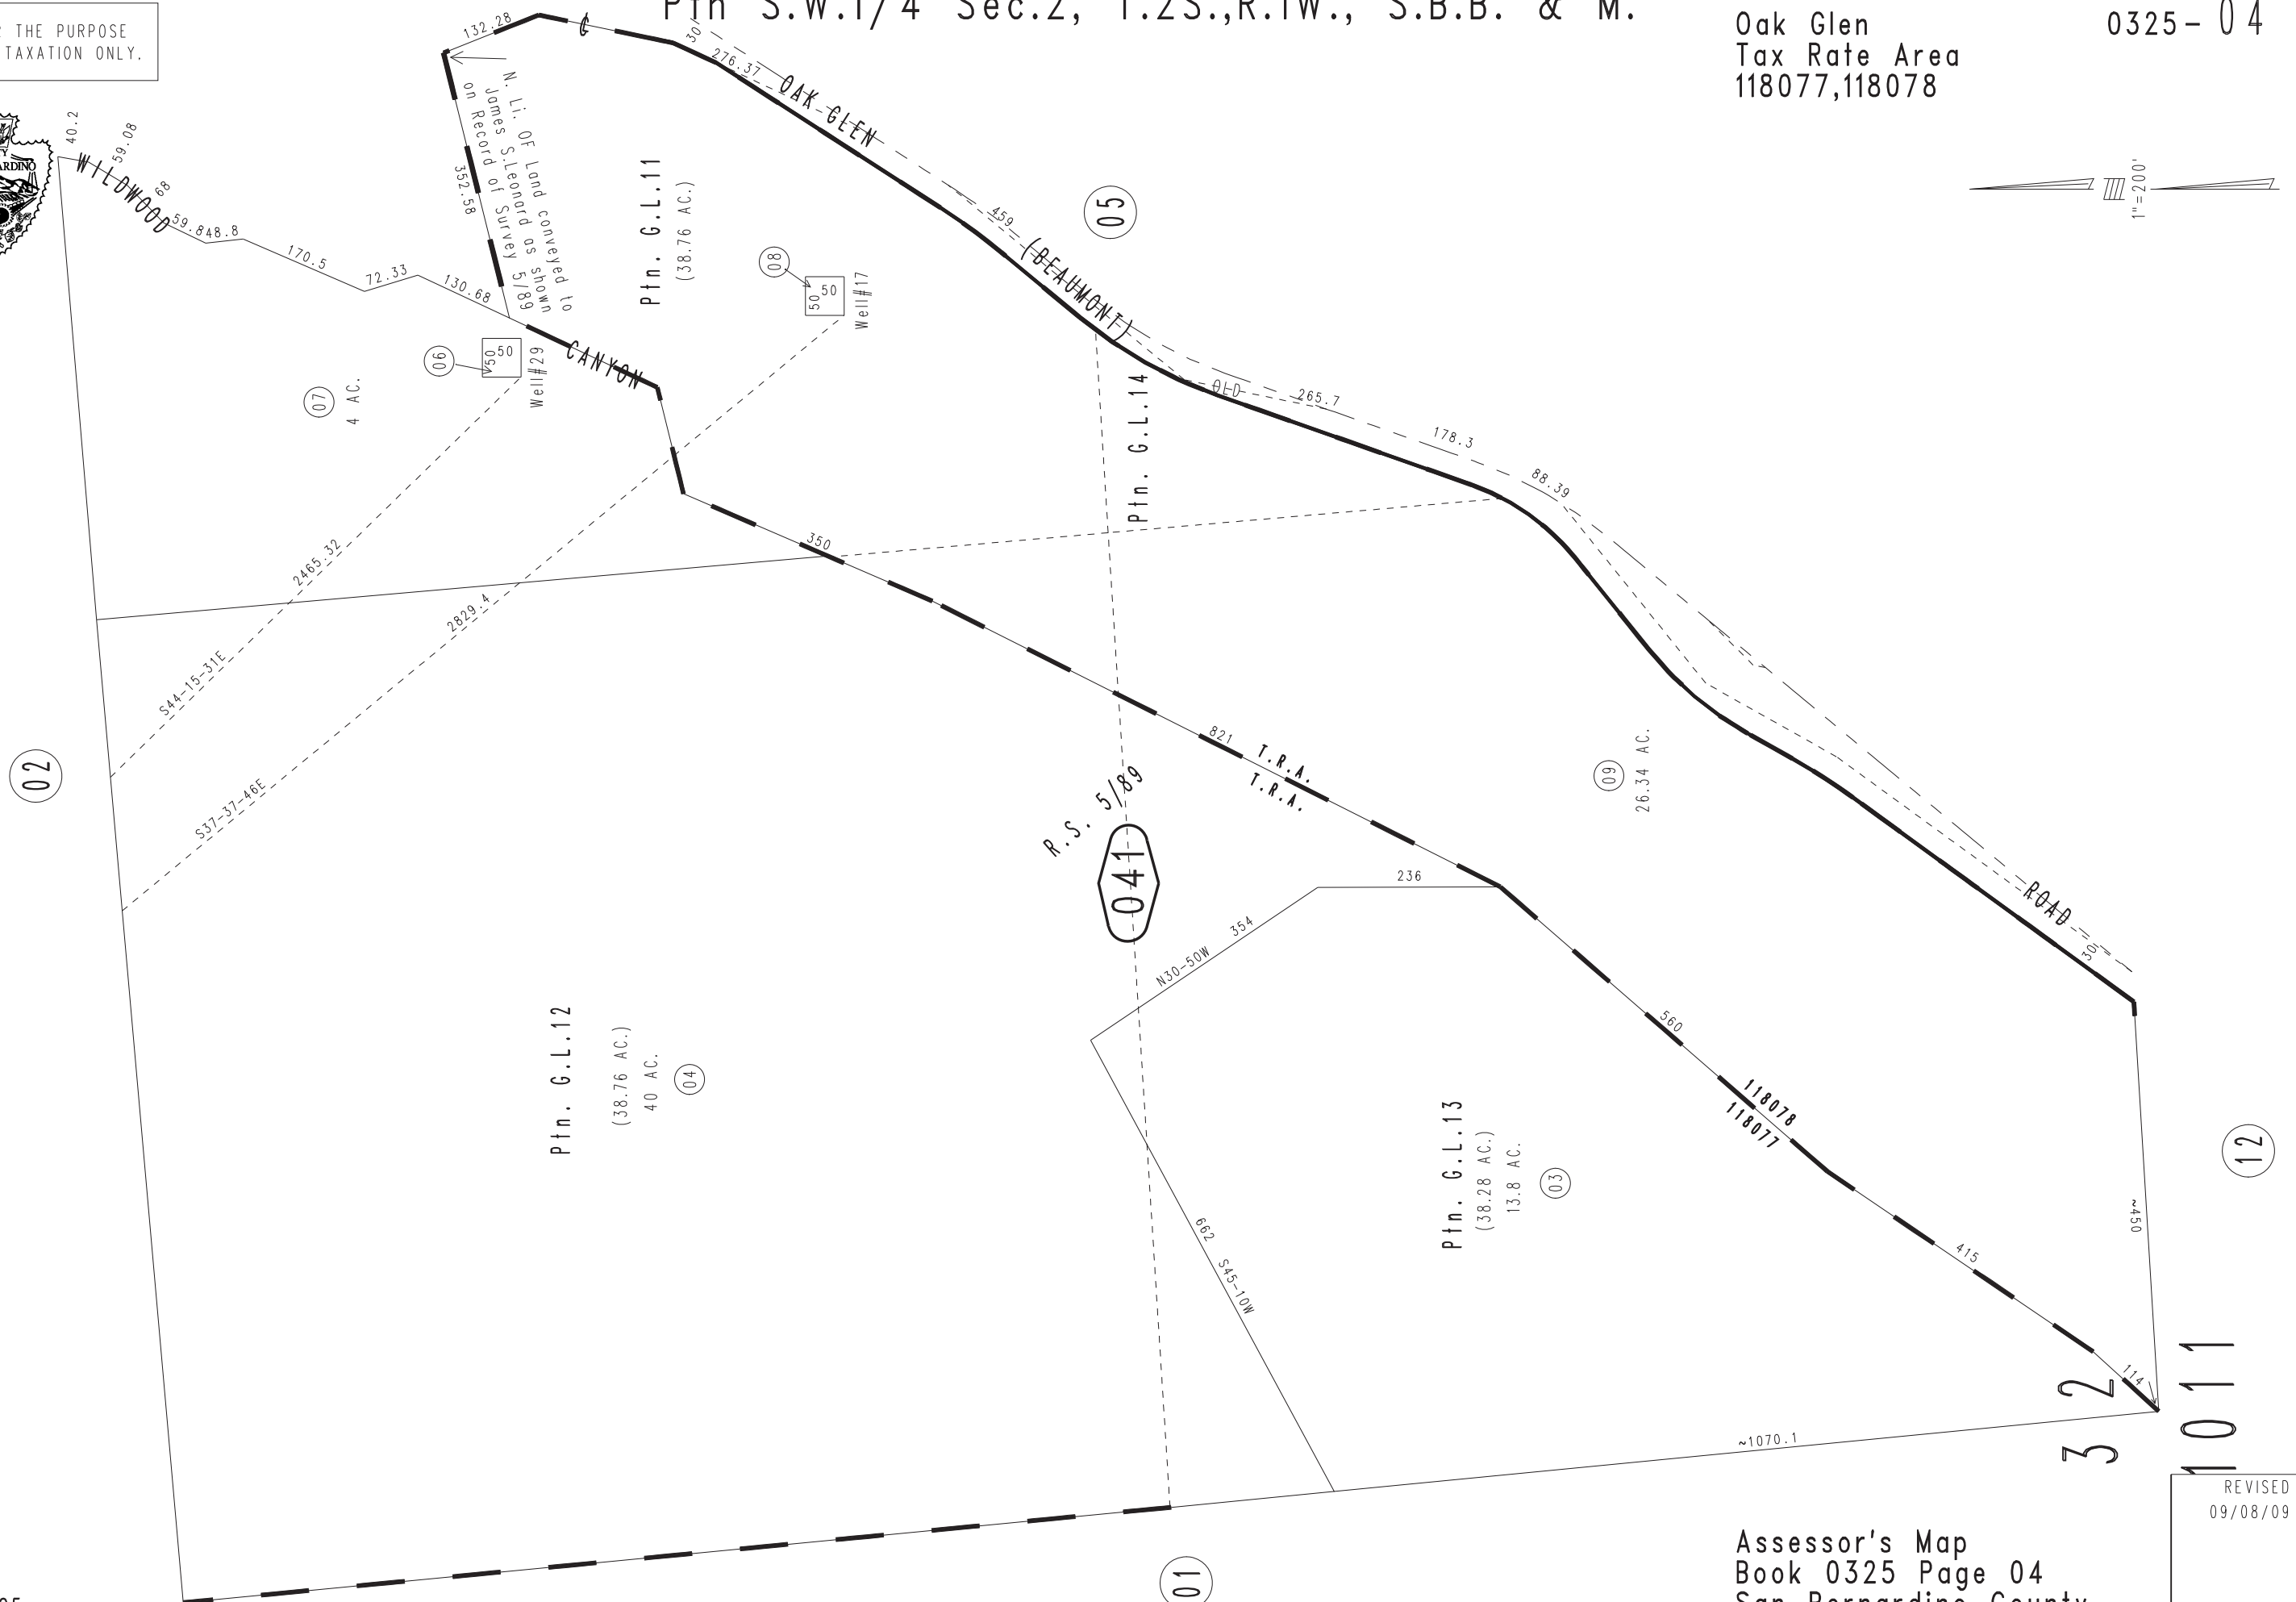 THE PURPOSE
TAXATION ONLY.
Ptn S.W.1/4 Sec.2, T.2S.,R.1W., S.B.B. & M.
Oak Glen
Tax Rate Area
118077,118078
0325-04
1"=200'
ARDINO
40.2
59.08
WILDWOOD
68
59.8
48.8
170.5
72.33
130.68
CANYON
132.28
352.58
N. Li. OF Land conveyed to
James S.Leonard as shown
on Record of Survey 5/89
30
276.37
OAK GLEN
459
(BEAUMONT)
OLD
265.7
178.3
88.39
ROAD
30
05
Ptn. G.L.11
(38.76 AC.)
08
50
50
Well#17
06
50
50
Well#29
07
4 AC.
Ptn. G.L.14
350
2465.32
S44-15-31E
2829.4
S37-37-46E
02
821
T.R.A.
T.R.A.
R.S. 5/89
041
09
26.34 AC.
236
N30-50W
354
560
118078
118077
Ptn. G.L.12
(38.76 AC.)
40 AC.
04
Ptn. G.L.13
(38.28 AC.)
13.8 AC.
03
662
S45-10W
415
114
~450
12
~1070.1
3 2
10 11
01
REVISED
09/08/09
Assessor's Map
Book 0325 Page 04
San Bernardino County